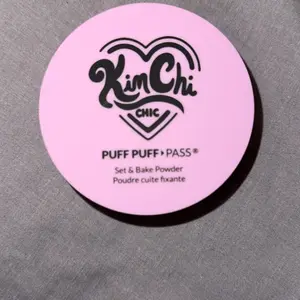 KimChi
CHIC
PUFF PUFF▸PASS®
Set & Bake Powder
Poudre cuite fixante